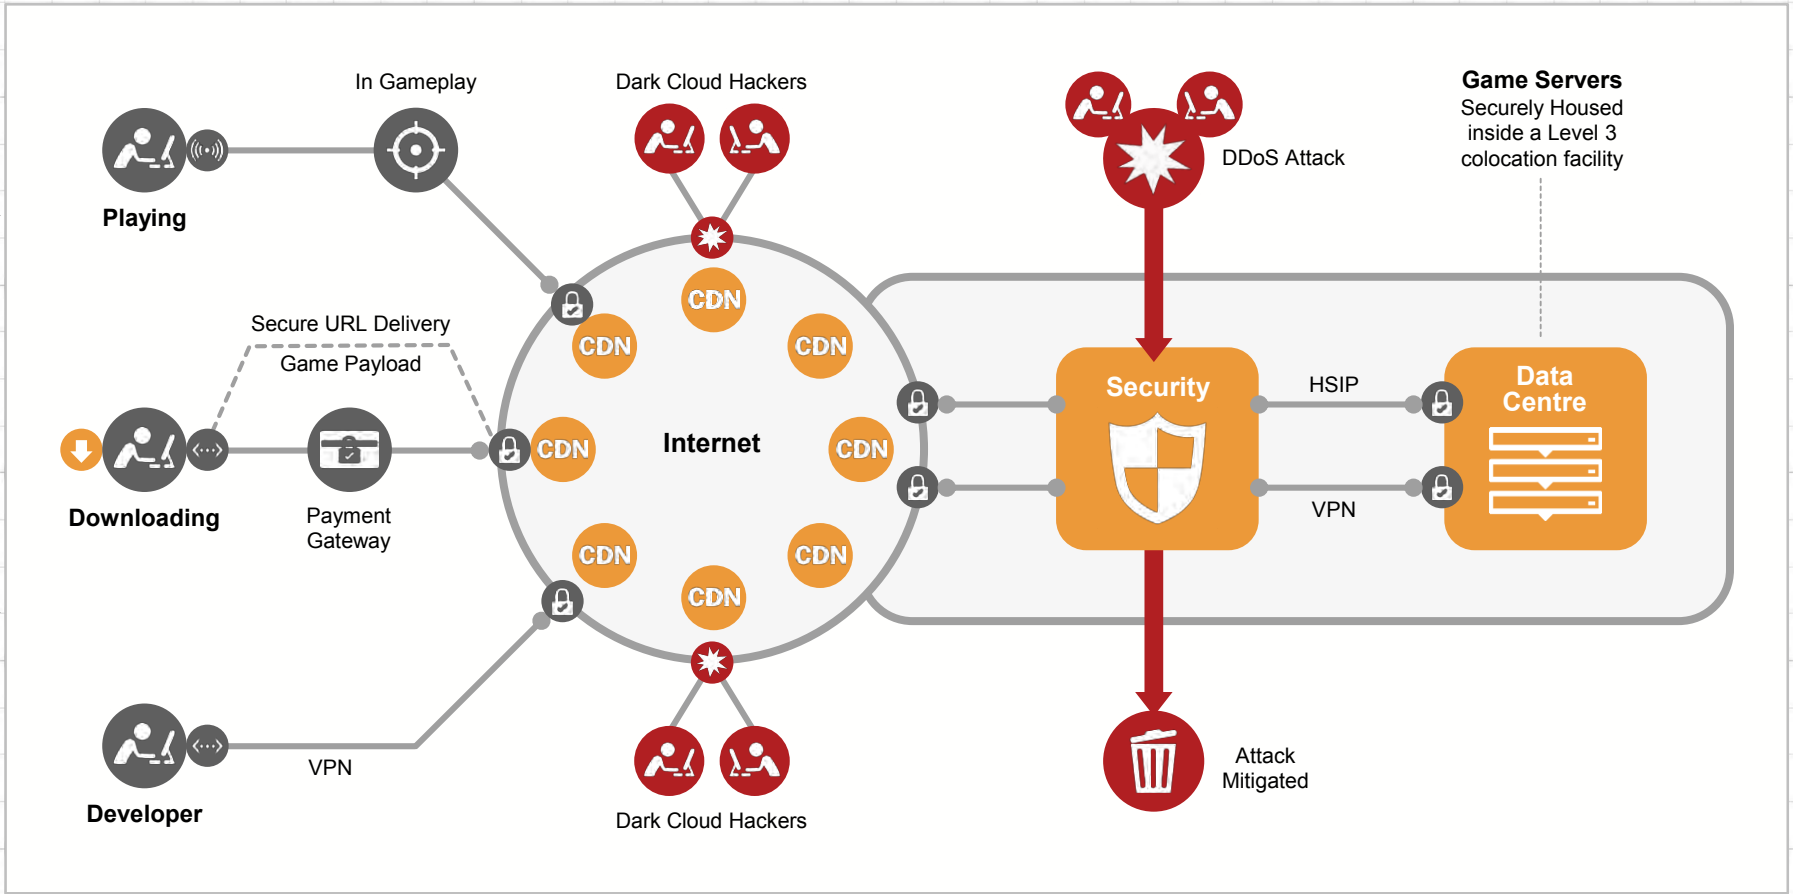 In Gameplay
Dark Cloud Hackers
Game Servers
Securely Housed
inside a Level 3
colocation facility
DDoS Attack
Playing
CDN
CDN
CDN
Secure URL Delivery
Game Payload
Security
HSIP
Data
Centre
Internet
CDN
CDN
Downloading
Payment
Gateway
VPN
CDN
CDN
CDN
VPN
Developer
Attack
Mitigated
Dark Cloud Hackers